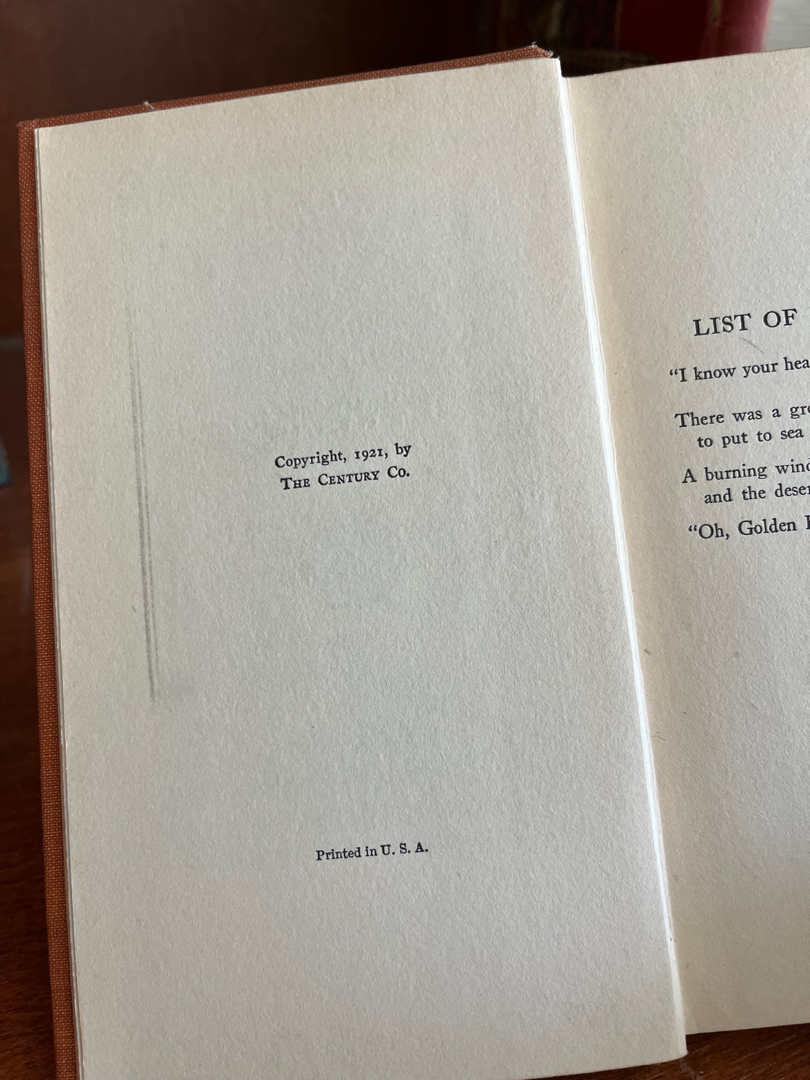 Copyright, 1921, by
THE CENTURY Co.
Printed in U. S. A.
LIST OF
“I know your
There was a
to put to sea
A burning
and the
“Oh, Golden